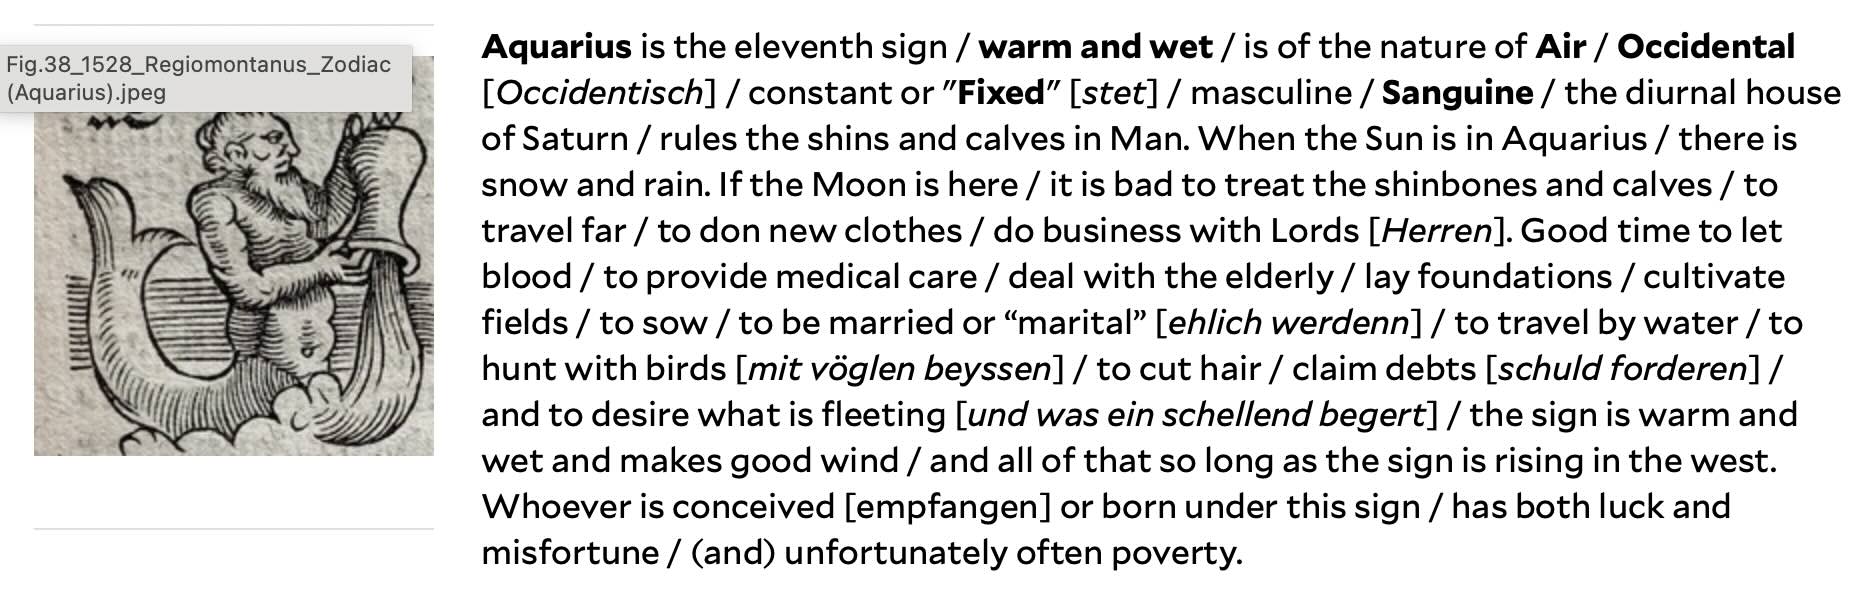 Fig.38_1528_Regiomontanus_Zodiac
(Aquarius).jpeg
Aquarius is the eleventh sign / warm and wet / is of the nature of Air / Occidental
[Occidentisch] / constant or "Fixed" [stet] / masculine / Sanguine / the diurnal house
of Saturn / rules the shins and calves in Man. When the Sun is in Aquarius / there is
snow and rain. If the Moon is here / it is bad to treat the shinbones and calves / to
travel far / to don new clothes / do business with Lords [Herren]. Good time to let
blood / to provide medical care / deal with the elderly / lay foundations / cultivate
fields / to sow / to be married or “marital” [ehlich werdenn] / to travel by water / to
hunt with birds [mit vöglen beyssen] / to cut hair / claim debts [schuld forderen] /
and to desire what is fleeting [und was ein schellend begert] / the sign is warm and
wet and makes good wind / and all of that so long as the sign is rising in the west.
Whoever is conceived [empfangen] or born under this sign / has both luck and
misfortune / (and) unfortunately often poverty.